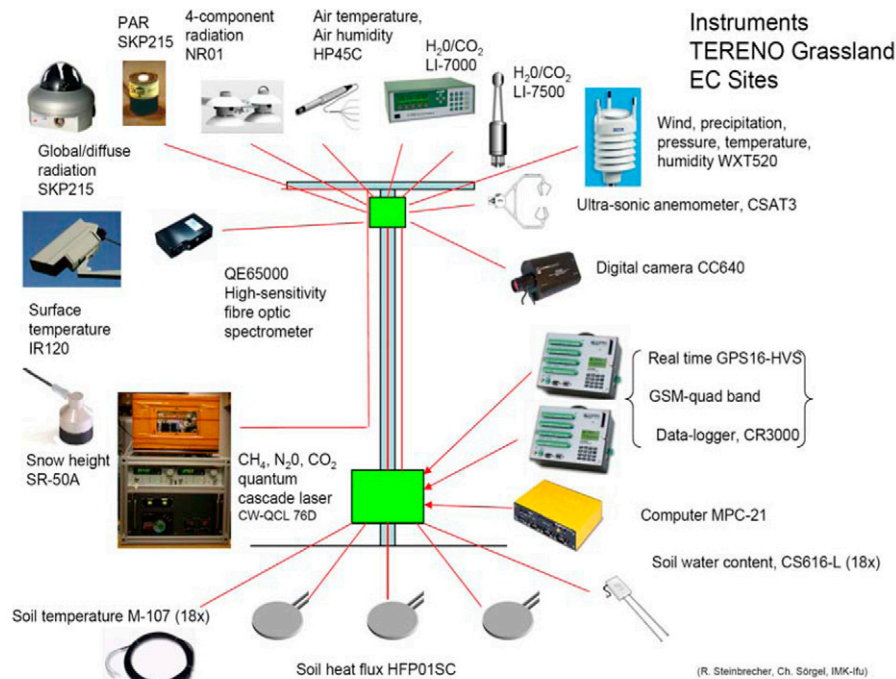 Instruments
TERENO Grassland
EC Sites
PAR
SKP215
4-component
radiation
NR01
Air temperature,
Air humidity
HP45C
H₂0/CO₂
LI-7000
H₂0/CO₂
LI-7500
Wind, precipitation,
pressure, temperature,
humidity WXT520
Global/diffuse
radiation
SKP215
Ultra-sonic anemometer, CSAT3
QE65000
High-sensitivity
fibre optic
spectrometer
Digital camera CC640
Surface
temperature
IR120
Real time GPS16-HVS
GSM-quad band
Data-logger, CR3000
Snow height
SR-50A
CH₄, N₂0, CO₂
quantum
cascade laser
CW-QCL 76D
Computer MPC-21
Soil water content, CS616-L (18x)
Soil temperature M-107 (18x)
Soil heat flux HFP01SC
(R. Steinbrecher, Ch. Sörgel, IMK-Ifu)